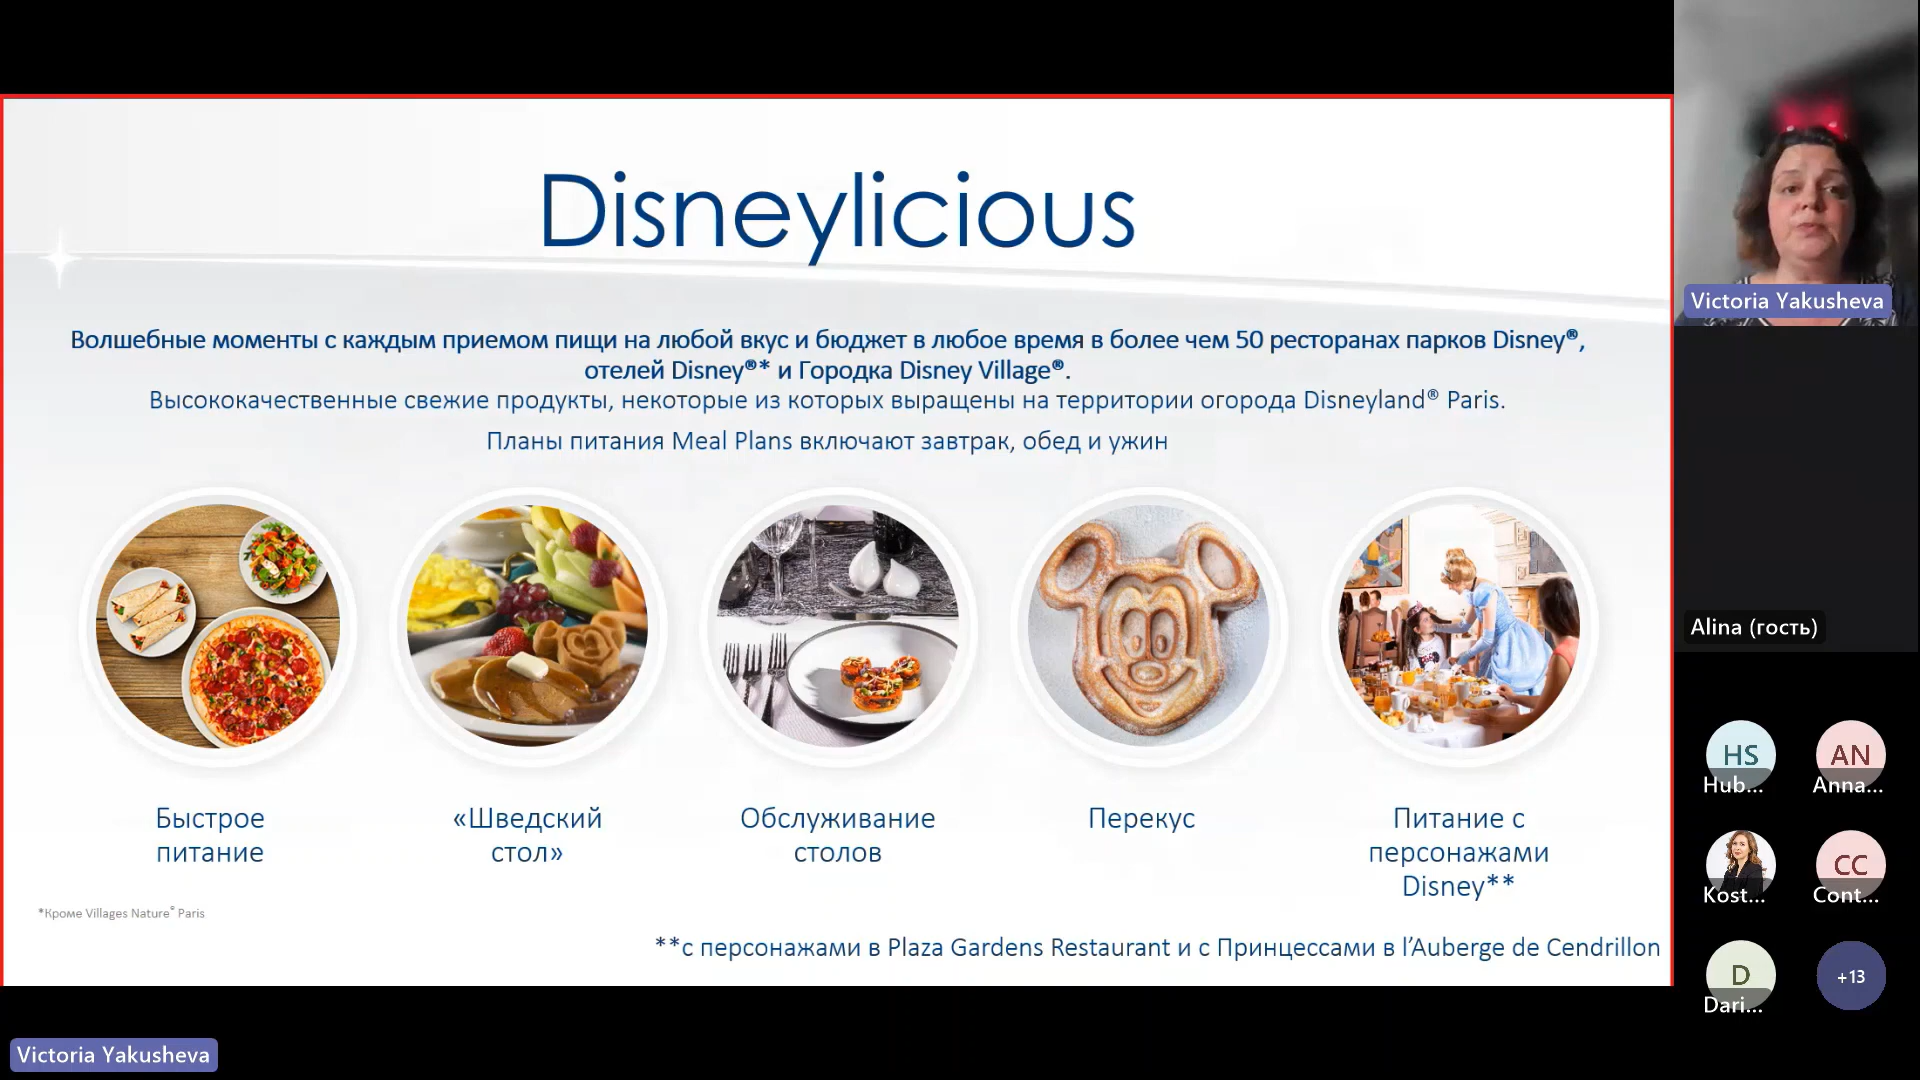 Disneylicious
Волшебные моменты с каждым приемом пищи на любой вкус и бюджет в любое время в более чем 50 ресторанах парков Disney®,
отелей Disney®* и Городка Disney Village®.
Высококачественные свежие продукты, некоторые из которых выращены на территории огорода Disneyland® Paris.
Планы питания Meal Plans включают завтрак, обед и ужин
Быстрое
питание
«Шведский
стол»
Обслуживание
столов
Перекус
Питание с
персонажами
Disney**
*Кроме Villages Nature® Paris
**с персонажами в Plaza Gardens Restaurant и с Принцессами в l’Auberge de Cendrillon
Victoria Yakusheva
Victoria Yakusheva
Alina (гость)
HS
Hub...
AN
Anna...
Kost...
CC
Cont...
D
Dari...
+13